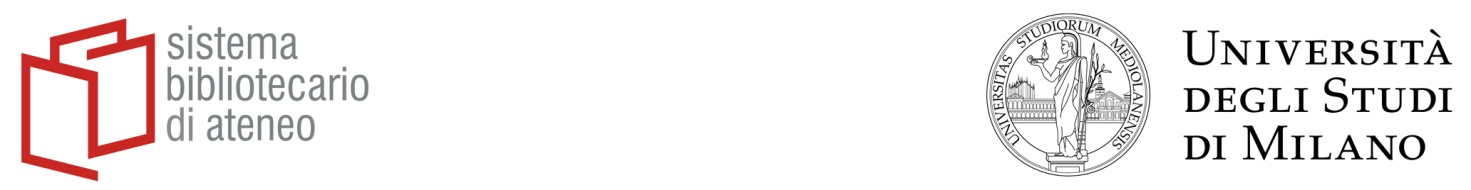 sistema
bibliotecario
di ateneo
UNIVERSITAS STUDIORUM MEDIOLANENSIS
UNIVERSITÀ
DEGLI STUDI
DI MILANO